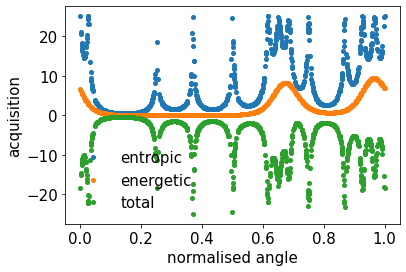 acquisition
20
10
0
−10
−20
entropic
energetic
total
0.0 0.2 0.4 0.6 0.8 1.0
normalised angle